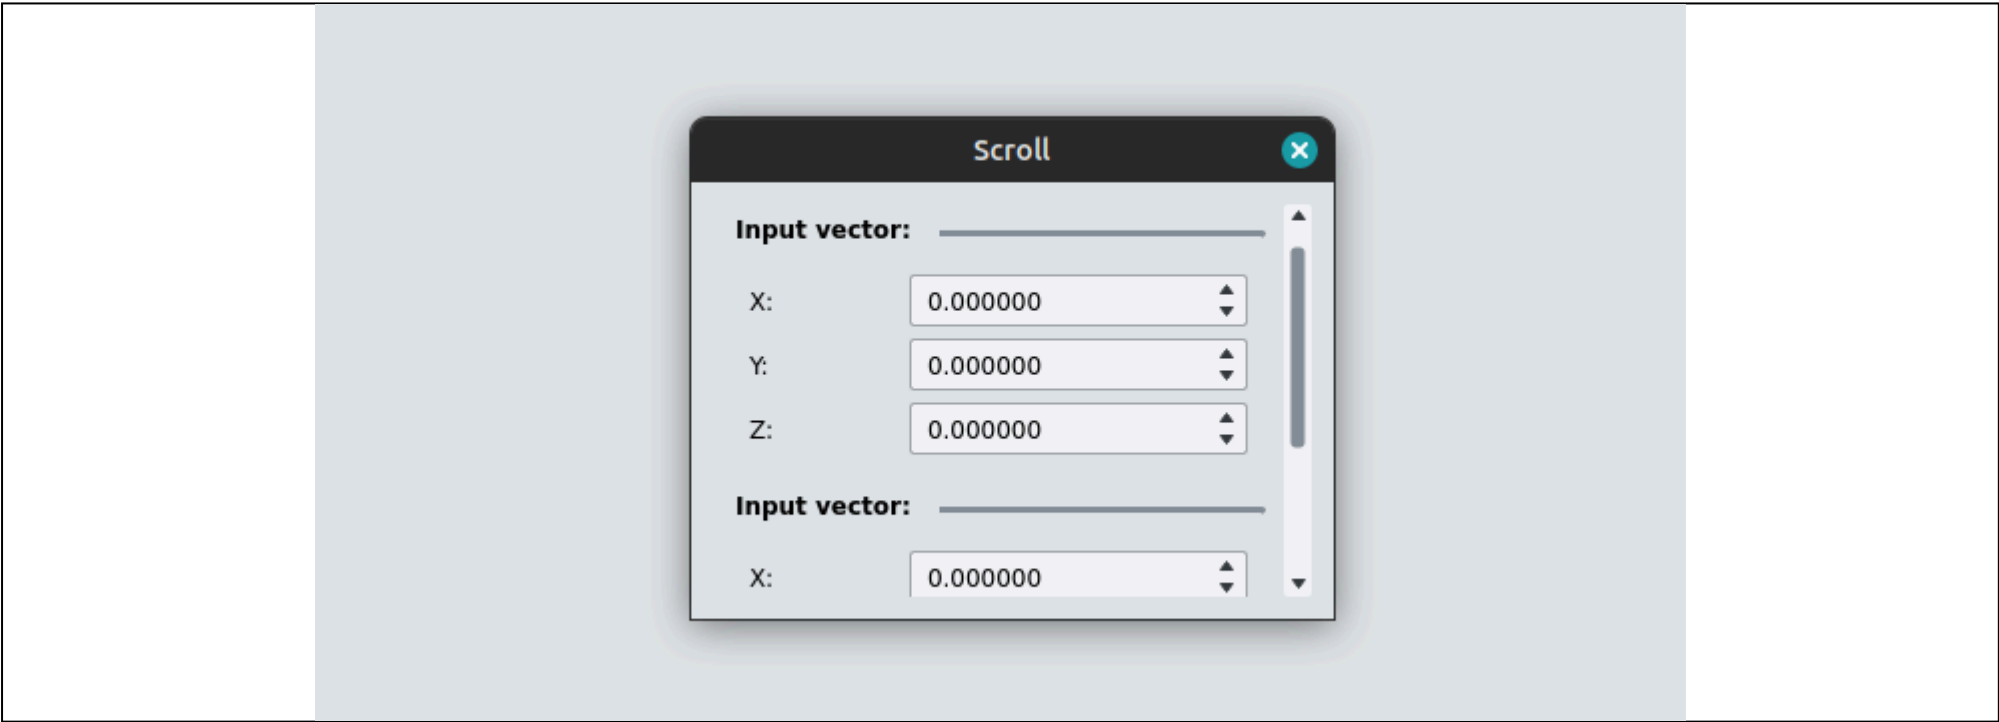 Scroll
Input vector:
X: 0.000000
Y: 0.000000
Z: 0.000000
Input vector:
X: 0.000000